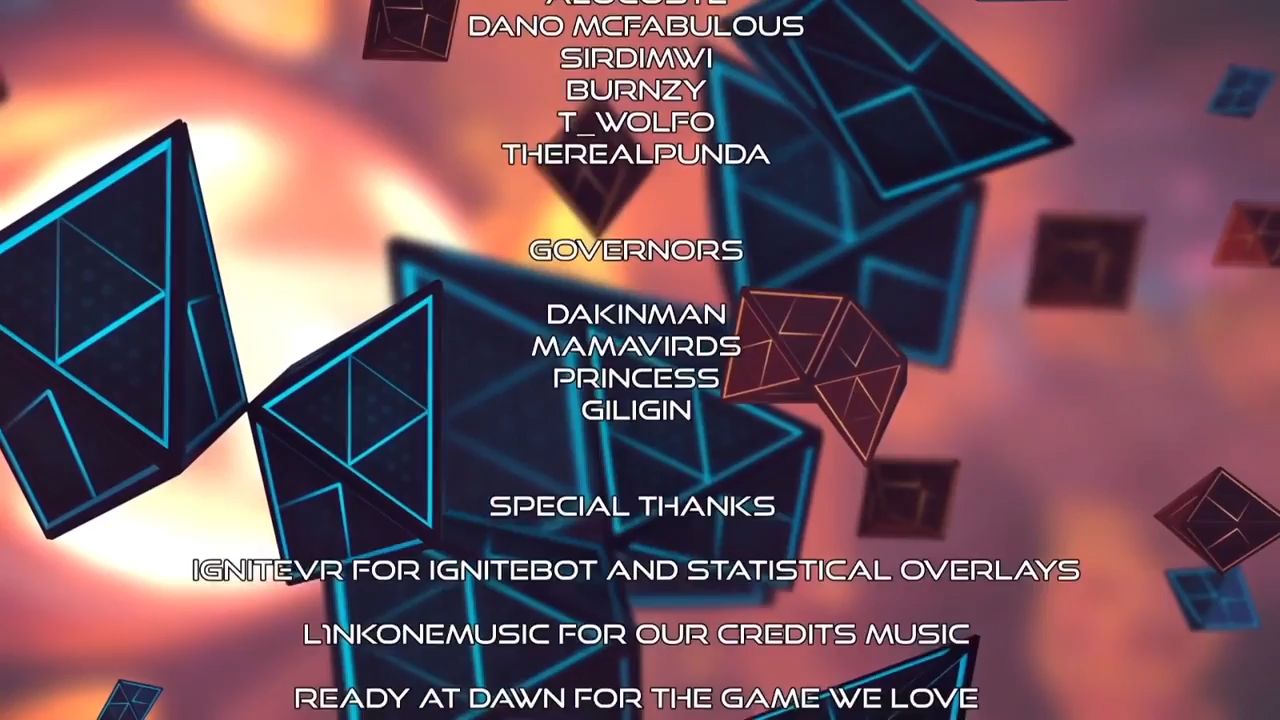 DANO MCFABULOUS
SIRDIMWI
BURNZY
T_WOLFO
THEREALPUNDA
GOVERNORS
DAKINMAN
MAMAVIRDS
PRINCESS
GILIGIN
SPECIAL THANKS
IGNITEVR FOR IGNITEBOT AND STATISTICAL OVERLAYS
L1NKONEMUSIC FOR OUR CREDITS MUSIC
READY AT DAWN FOR THE GAME WE LOVE